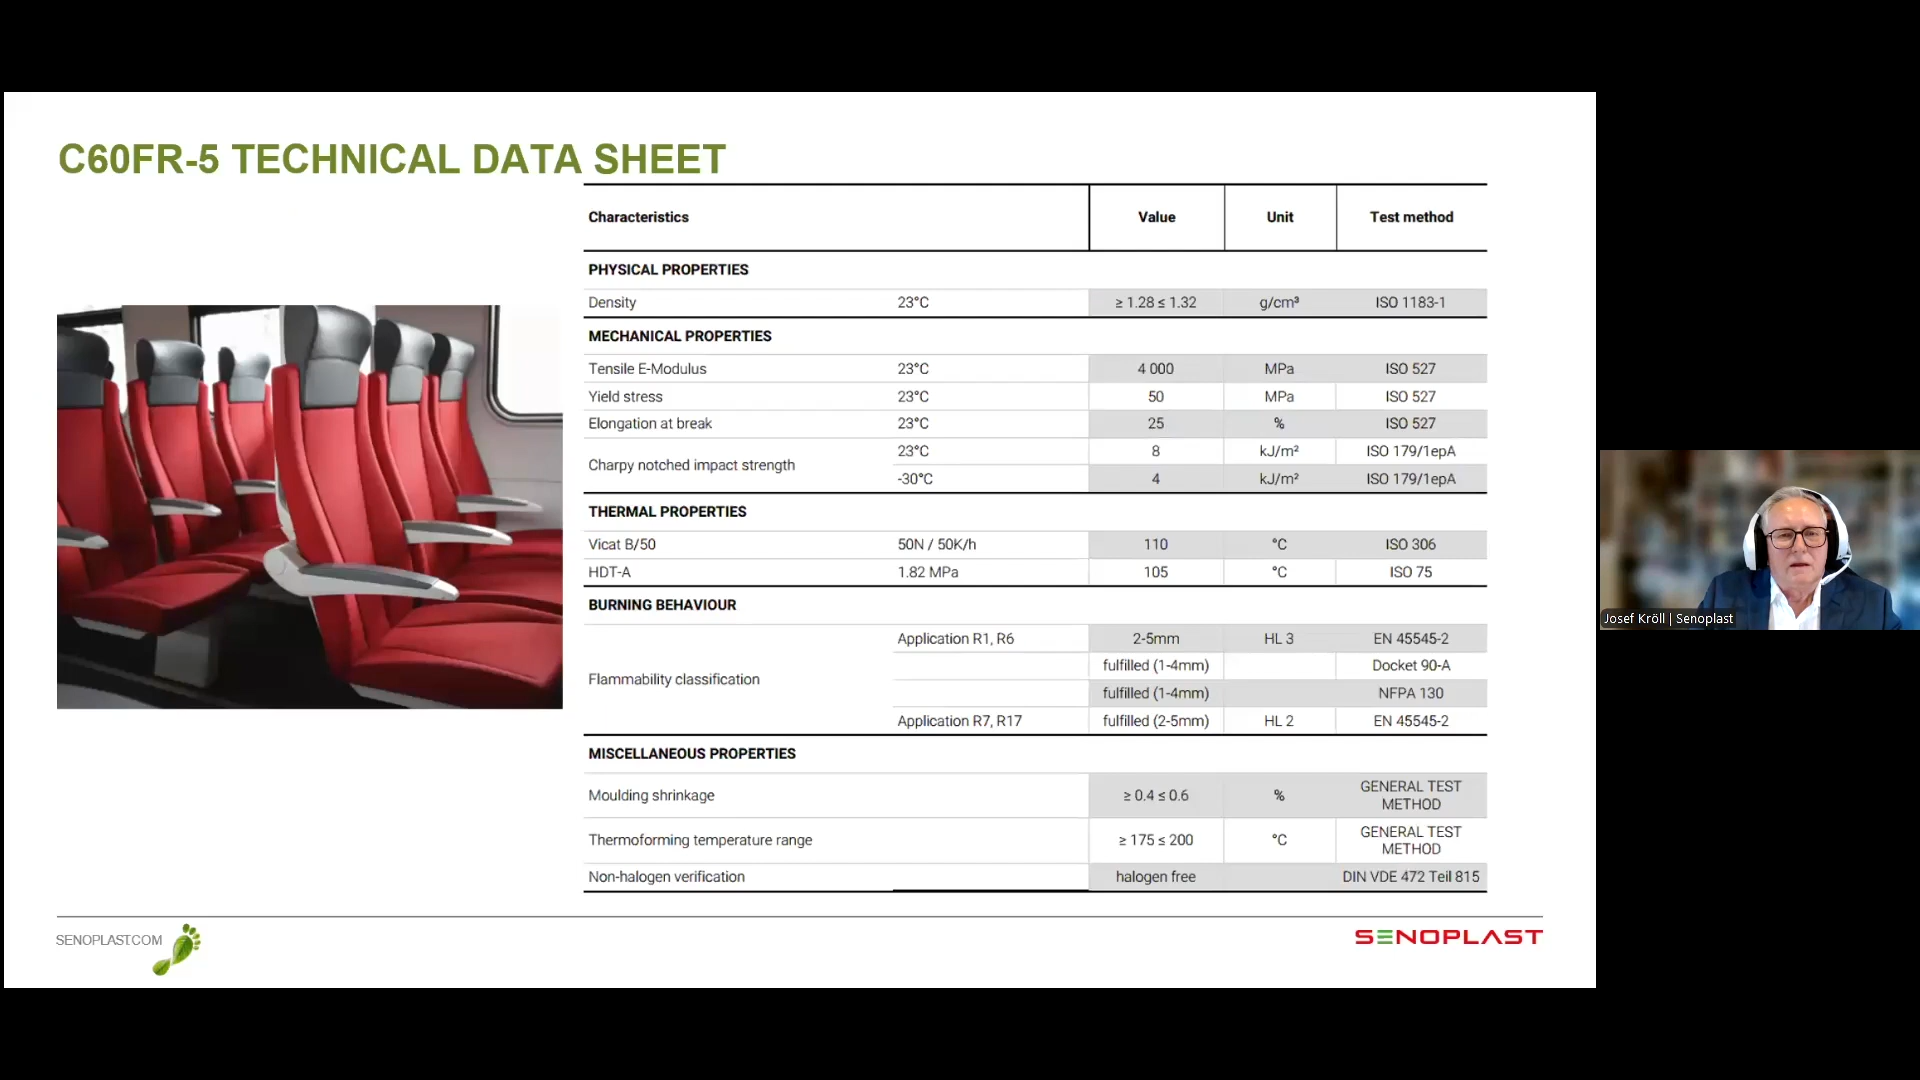 C60FR-5 TECHNICAL DATA SHEET
Characteristics Value Unit Test method
PHYSICAL PROPERTIES
Density 23°C ≥ 1.28 ≤ 1.32 g/cm³ ISO 1183-1
MECHANICAL PROPERTIES
Tensile E-Modulus 23°C 4 000 MPa ISO 527
Yield stress 23°C 50 MPa ISO 527
Elongation at break 23°C 25 % ISO 527
Charpy notched impact strength 23°C 8 kJ/m² ISO 179/1epA
-30°C 4 kJ/m² ISO 179/1epA
THERMAL PROPERTIES
Vicat B/50 50N / 50K/h 110 °C ISO 306
HDT-A 1.82 MPa 105 °C ISO 75
BURNING BEHAVIOUR
Flammability classification Application R1, R6 2-5mm HL 3 EN 45545-2
fulfilled (1-4mm) Docket 90-A
fulfilled (1-4mm) NFPA 130
Application R7, R17 fulfilled (2-5mm) HL 2 EN 45545-2
MISCELLANEOUS PROPERTIES
Moulding shrinkage ≥ 0.4 ≤ 0.6 % GENERAL TEST METHOD
Thermoforming temperature range ≥ 175 ≤ 200 °C GENERAL TEST METHOD
Non-halogen verification halogen free DIN VDE 472 Teil 815
SENOPLAST.COM
SENOPLAST
Josef Kröll | Senoplast